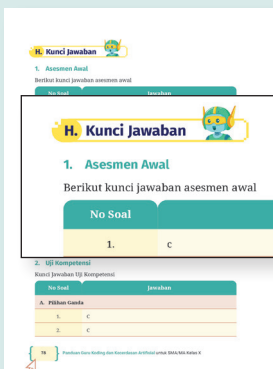 H. Kunci Jawaban
1. Asesmen Awal
Berikut kunci jawaban asesmen awal
No Soal Jawaban
H. Kunci Jawaban
1. Asesmen Awal
Berikut kunci jawaban asesmen awal
No Soal
1. c
2. Uji Kompetensi
Kunci Jawaban Uji Kompetensi
No Soal Jawaban
A. Pilihan Ganda
1. C
2. C
78 Panduan Guru Koding dan Kecerdasan Artifisial untuk SMA/MA Kelas X